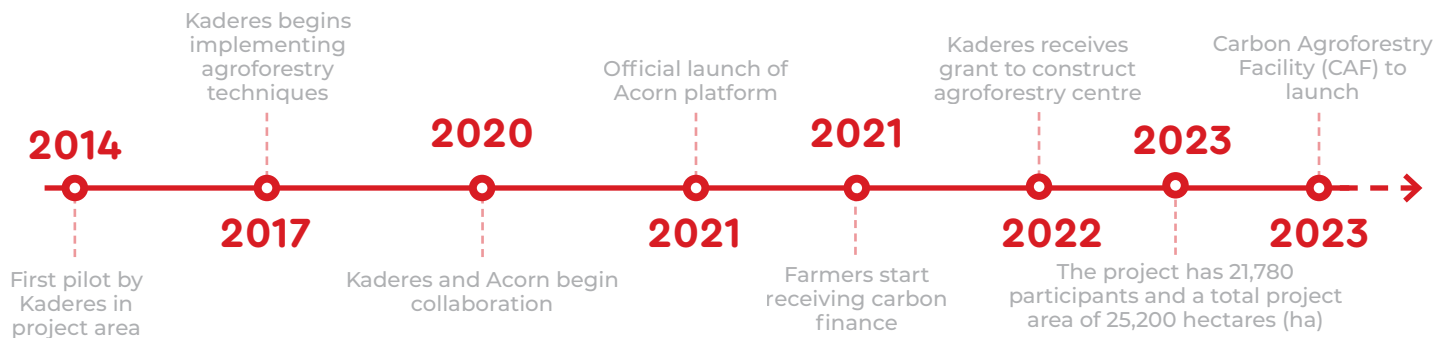 2014
First pilot by
Kaderes in
project area
Kaderes begins
implementing
agroforestry
techniques
2017
2020
Kaderes and Acorn begin
collaboration
Official launch of
Acorn platform
2021
2021
Farmers start
receiving carbon
finance
Kaderes receives
grant to construct
agroforestry centre
2022
2023
The project has 21,780
participants and a total project
area of 25,200 hectares (ha)
Carbon Agroforestry
Facility (CAF) to
launch
2023